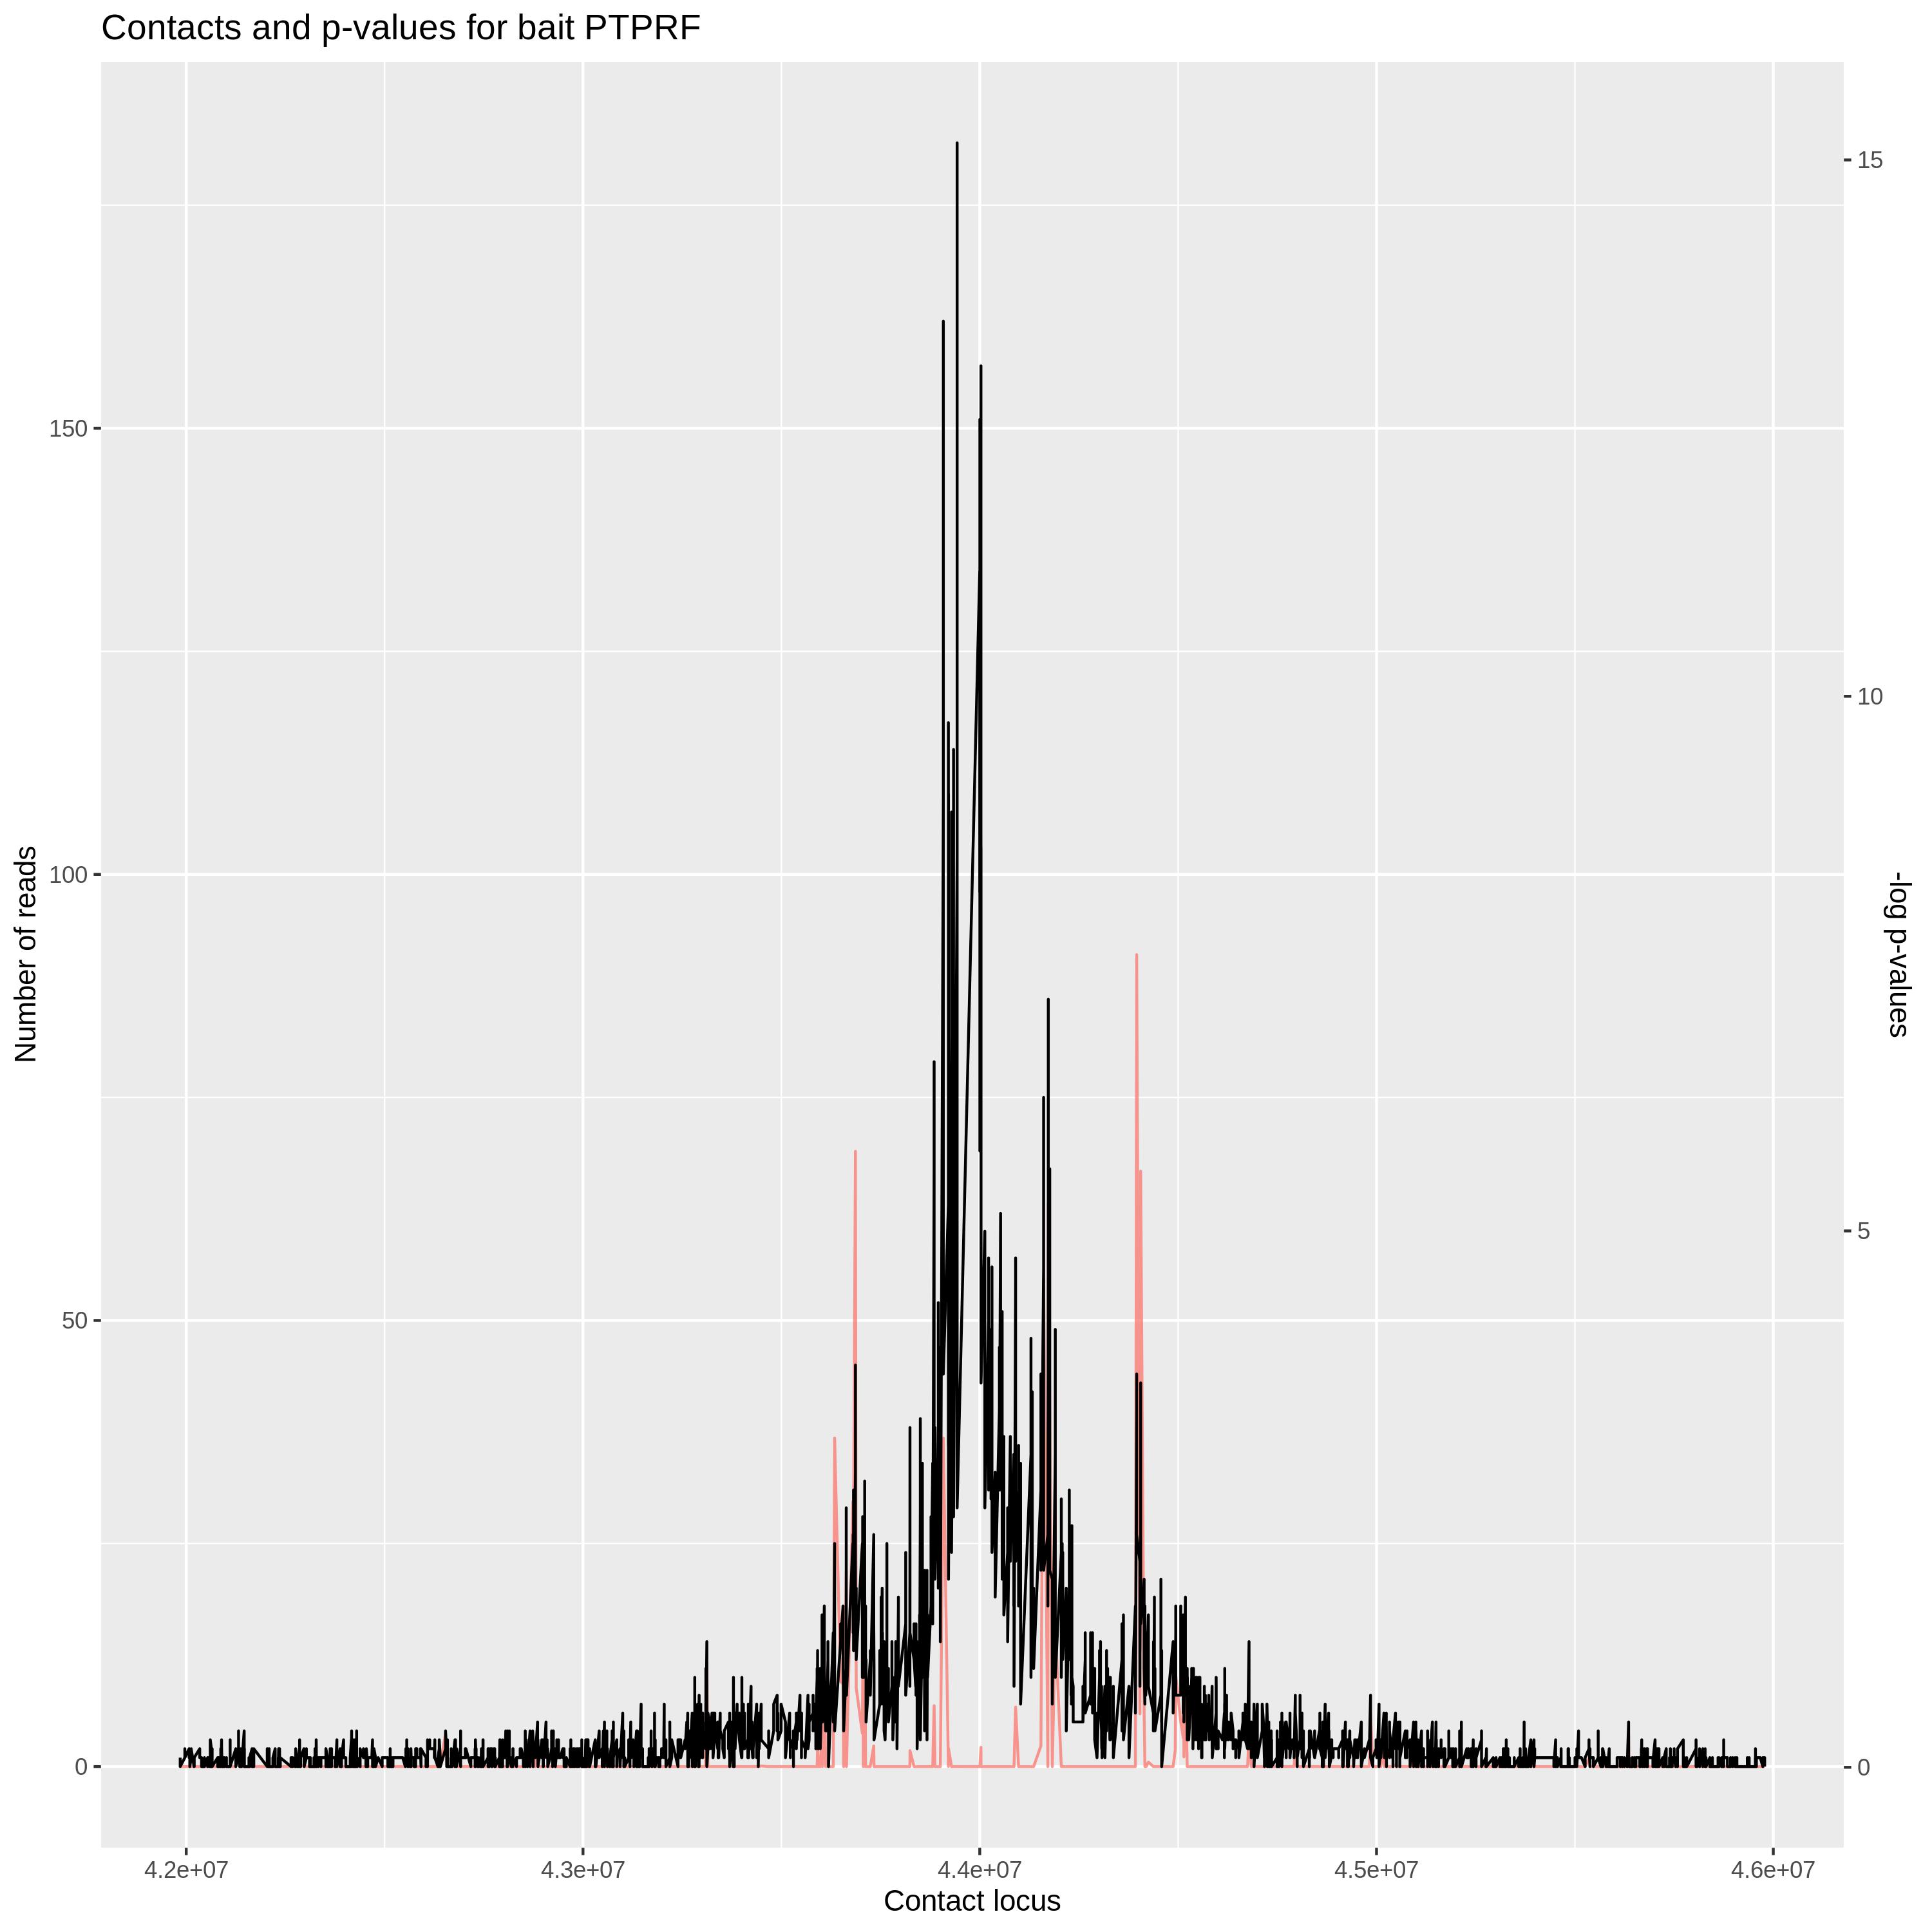 Contacts and p-values for bait PTPRF
Number of reads
150
100
50
0
15
10
5
0
-log p-values
4.2e+07
4.3e+07
4.4e+07
4.5e+07
4.6e+07
Contact locus